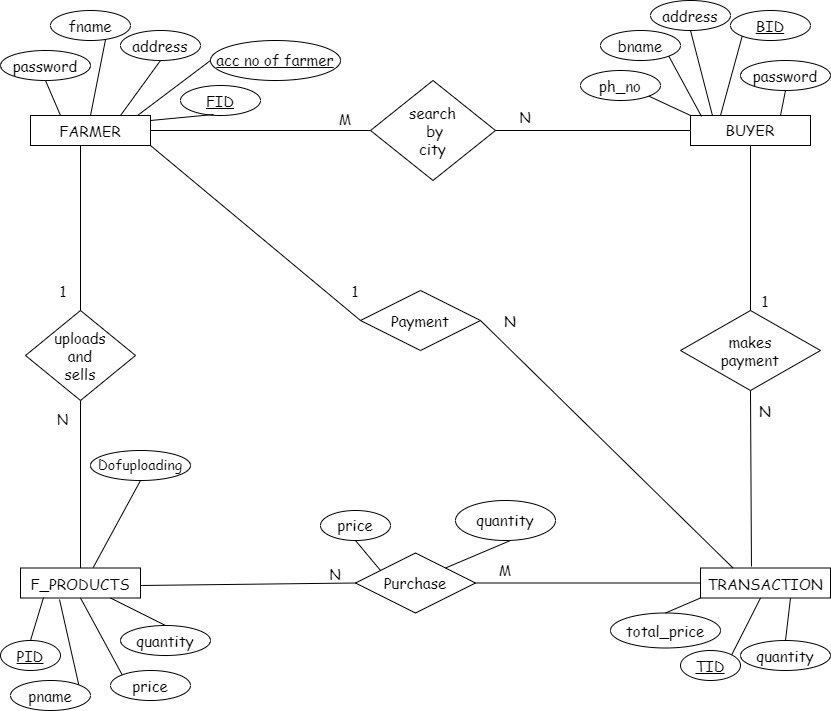 fname
address
password
acc no of farmer
FID
FARMER
address
BID
bname
password
ph_no
BUYER
M
search
by
city
N
1
uploads
and
sells
N
1
Payment
N
1
makes
payment
N
Dofuploading
price
quantity
N
Purchase
M
F_PRODUCTS
TRANSACTION
PID
pname
price
quantity
total_price
TID
quantity